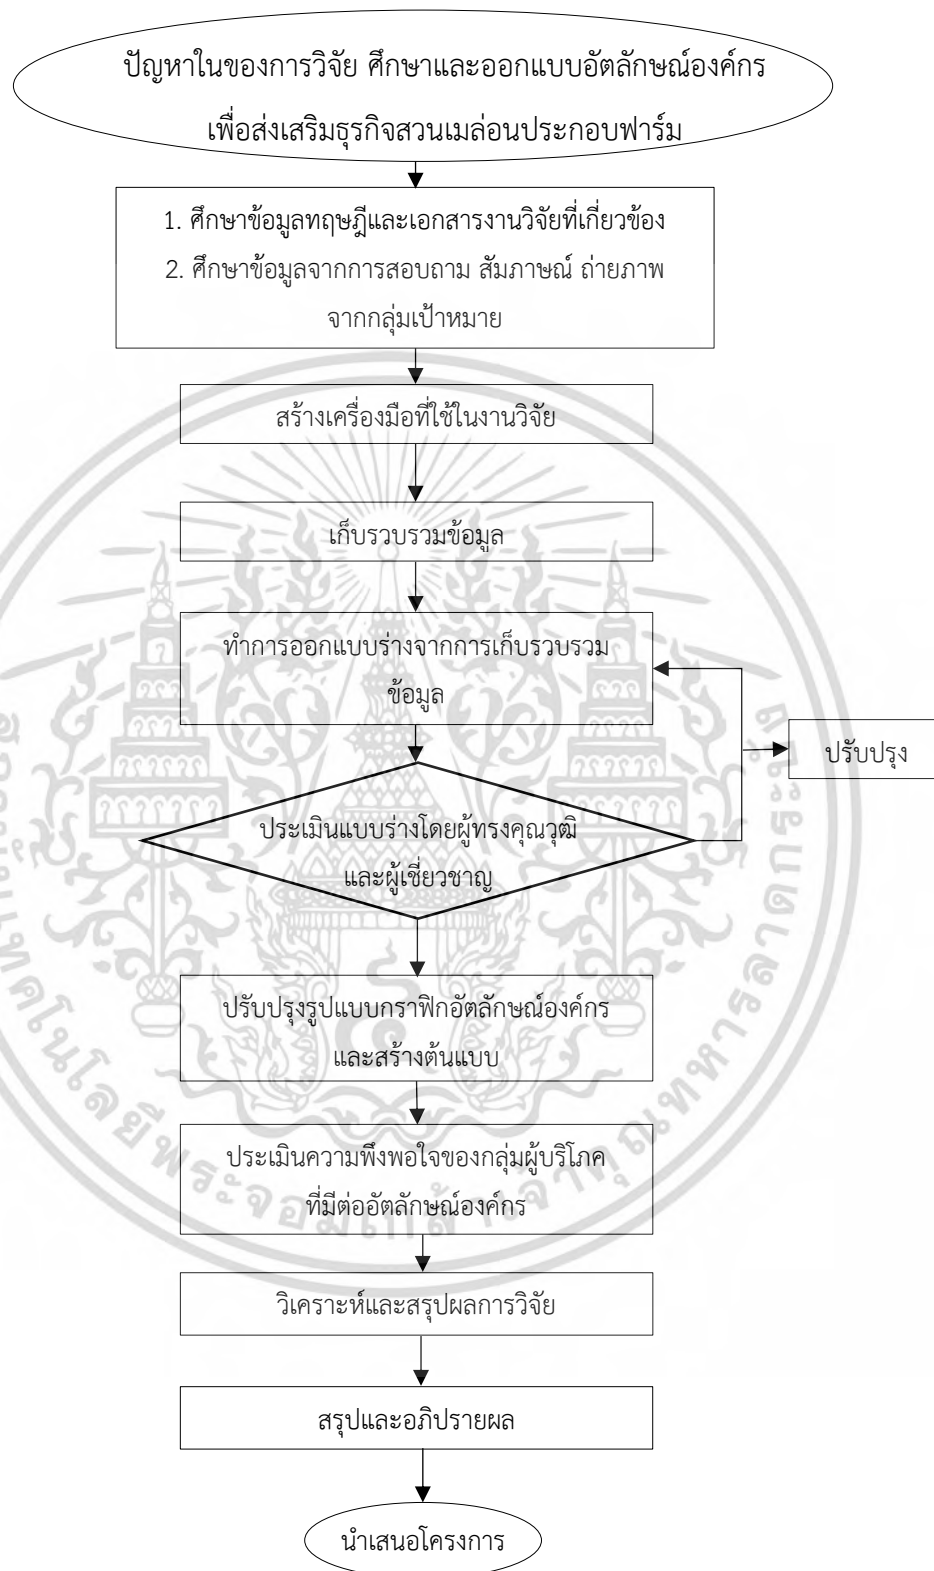 ปัญหาในของการวิจัย ศึกษาและออกแบบอัตลักษณ์องค์กร
เพื่อส่งเสริมธุรกิจสวนเมล่อนประกอบฟาร์ม
1. ศึกษาข้อมูลทฤษฎีและเอกสารงานวิจัยที่เกี่ยวข้อง
2. ศึกษาข้อมูลจากการสอบถาม สัมภาษณ์ ถ่ายภาพ
จากกลุ่มเป้าหมาย
สร้างเครื่องมือที่ใช้ในงานวิจัย
เก็บรวบรวมข้อมูล
ทำการออกแบบร่างจากการเก็บรวบรวม
ข้อมูล
ปรับปรุง
ประเมินแบบร่างโดยผู้ทรงคุณวุฒิ
และผู้เชี่ยวชาญ
ปรับปรุงรูปแบบกราฟิกอัตลักษณ์องค์กร
และสร้างต้นแบบ
ประเมินความพึงพอใจของกลุ่มผู้บริโภค
ที่มีต่ออัตลักษณ์องค์กร
วิเคราะห์และสรุปผลการวิจัย
สรุปและอภิปรายผล
นำเสนอโครงการ